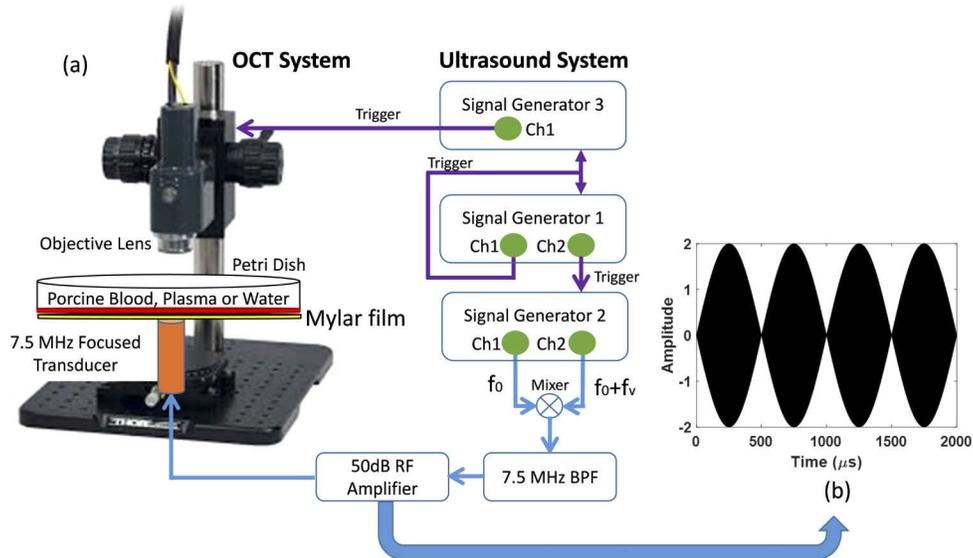 (a)
OCT System
Ultrasound System
Signal Generator 3
Ch1
Trigger
Trigger
Signal Generator 1
Ch1 Ch2
Objective Lens
Petri Dish
Trigger
Porcine Blood, Plasma or Water
Mylar film
Signal Generator 2
Ch1 Ch2
7.5 MHz Focused
Transducer
f0
Mixer
f0+fv
50dB RF
Amplifier
7.5 MHz BPF
Amplitude
2
1
0
-1
-2
0 500 1000 1500 2000
Time (μs)
(b)